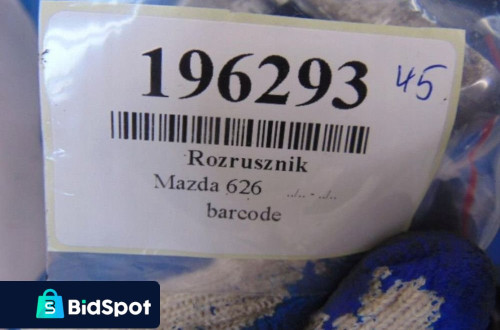 196293
45
Rozrusznik
Mazda 626 ../.. - ../..
barcode
BidSpot